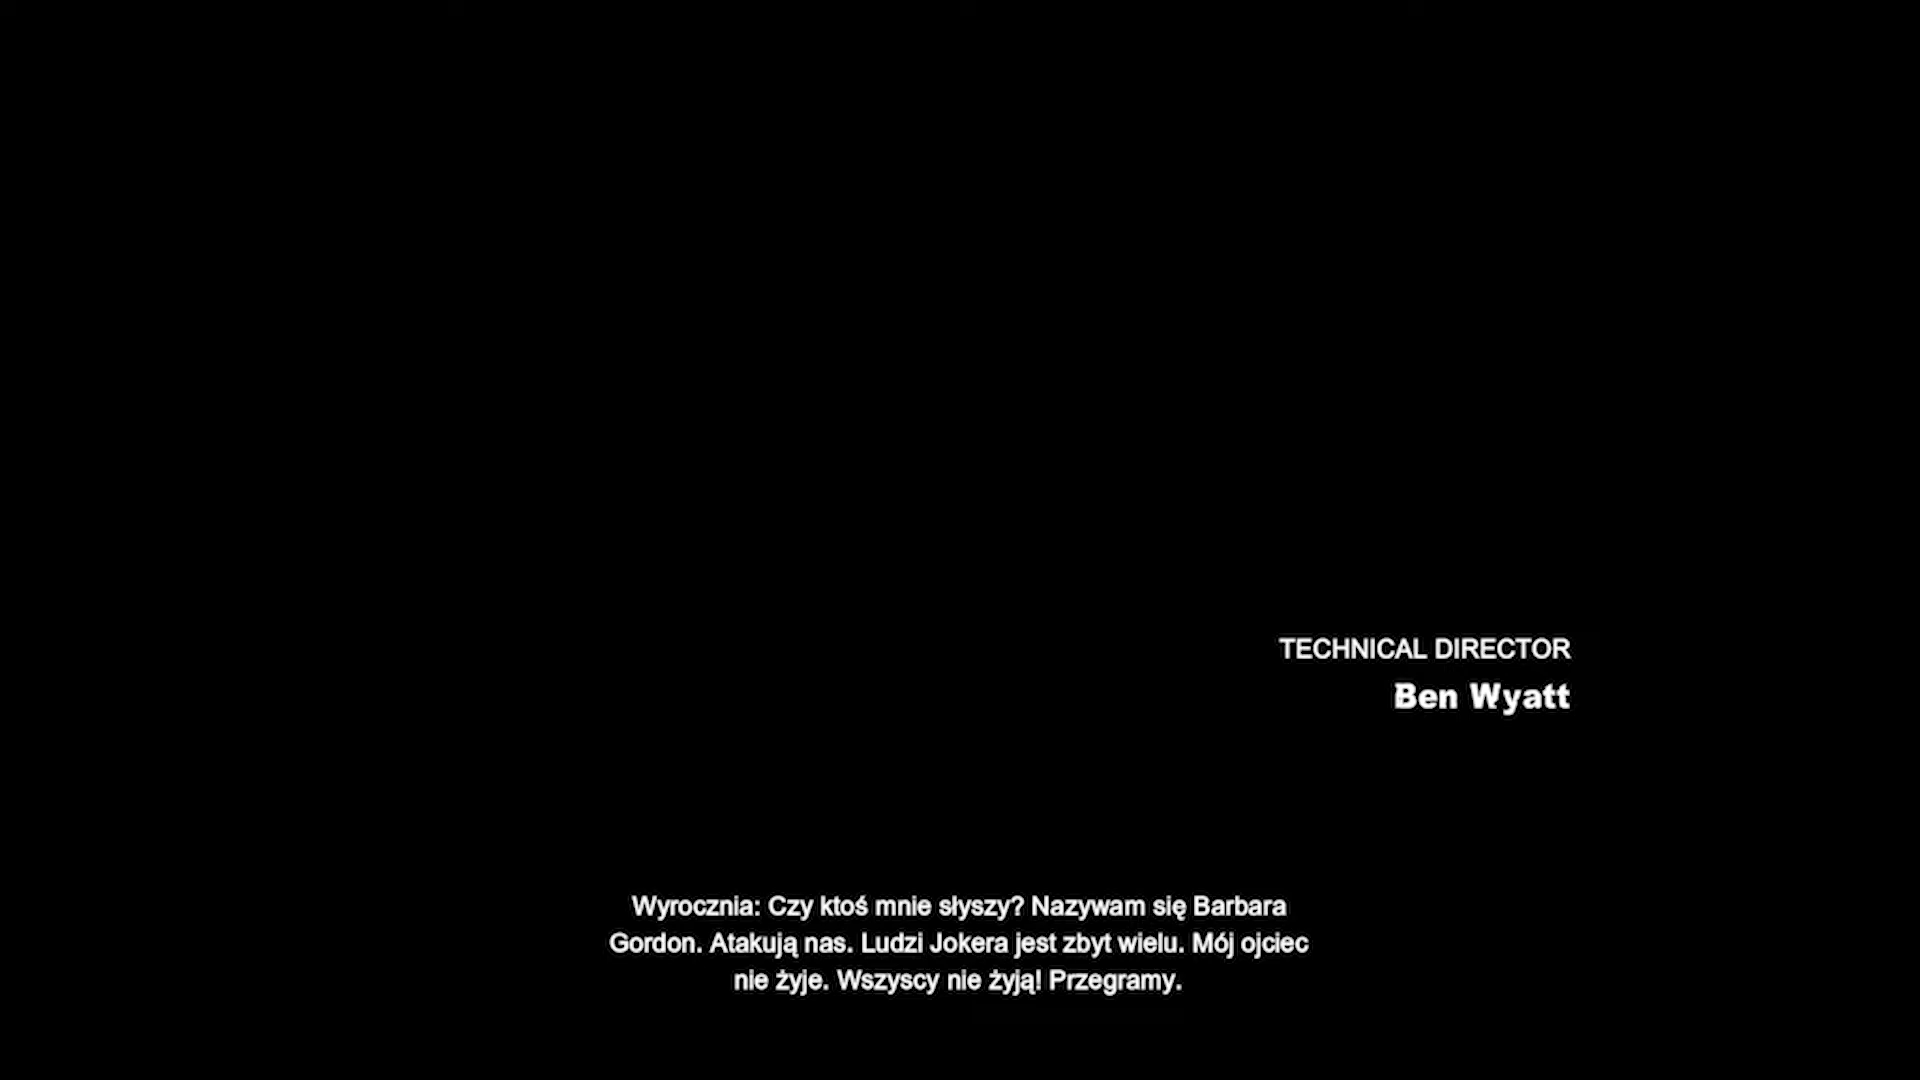 TECHNICAL DIRECTOR
Ben Wyatt
Wyrocznia: Czy ktoś mnie słyszy? Nazywam się Barbara
Gordon. Atakują nas. Ludzi Jokera jest zbyt wielu. Mój ojciec
nie żyje. Wszyscy nie żyją! Przegramy.